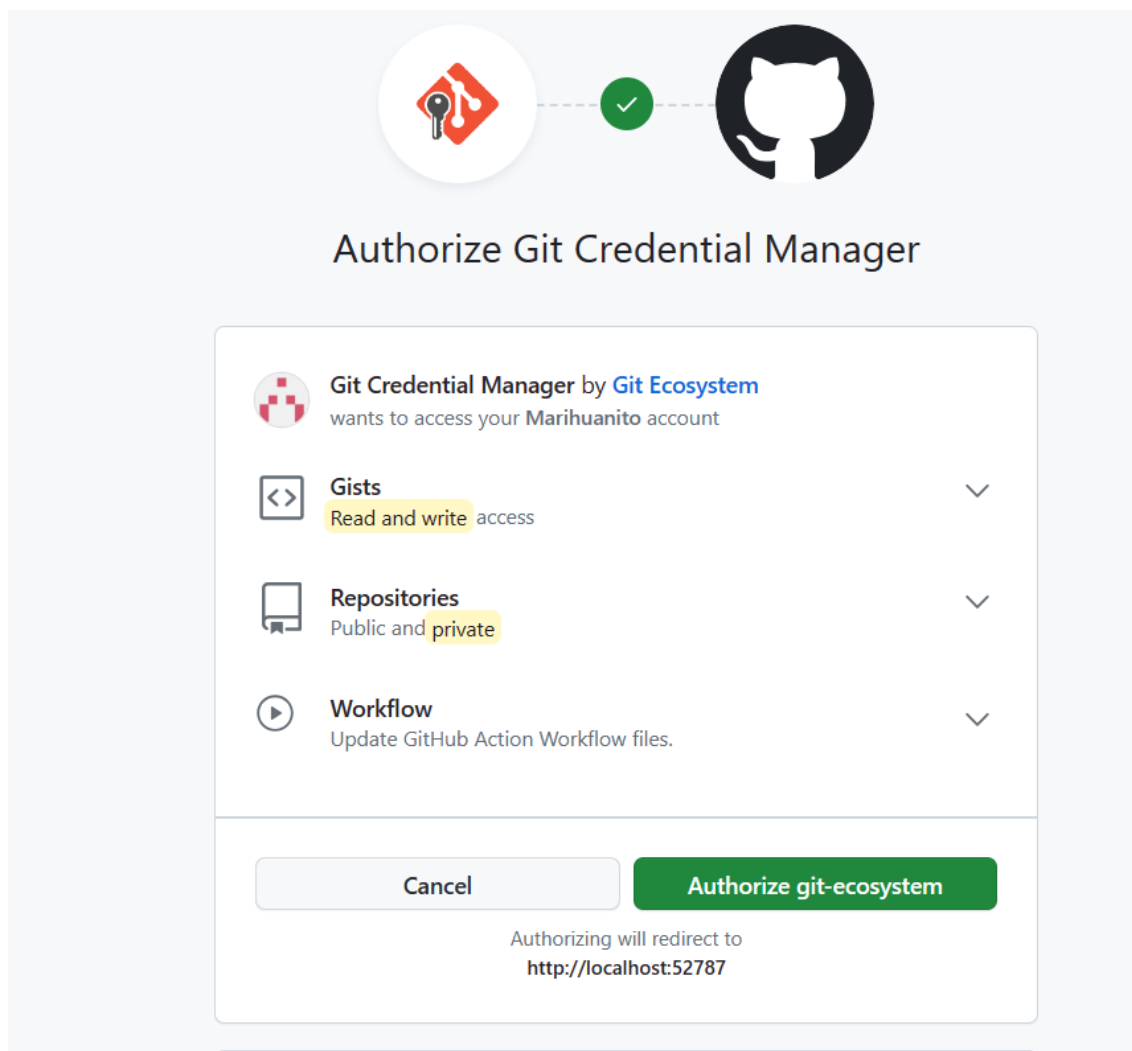 Authorize Git Credential Manager
Git Credential Manager by Git Ecosystem
wants to access your Marihuanito account
Gists
Read and write access
Repositories
Public and private
Workflow
Update GitHub Action Workflow files.
Cancel
Authorize git-ecosystem
Authorizing will redirect to
http://localhost:52787